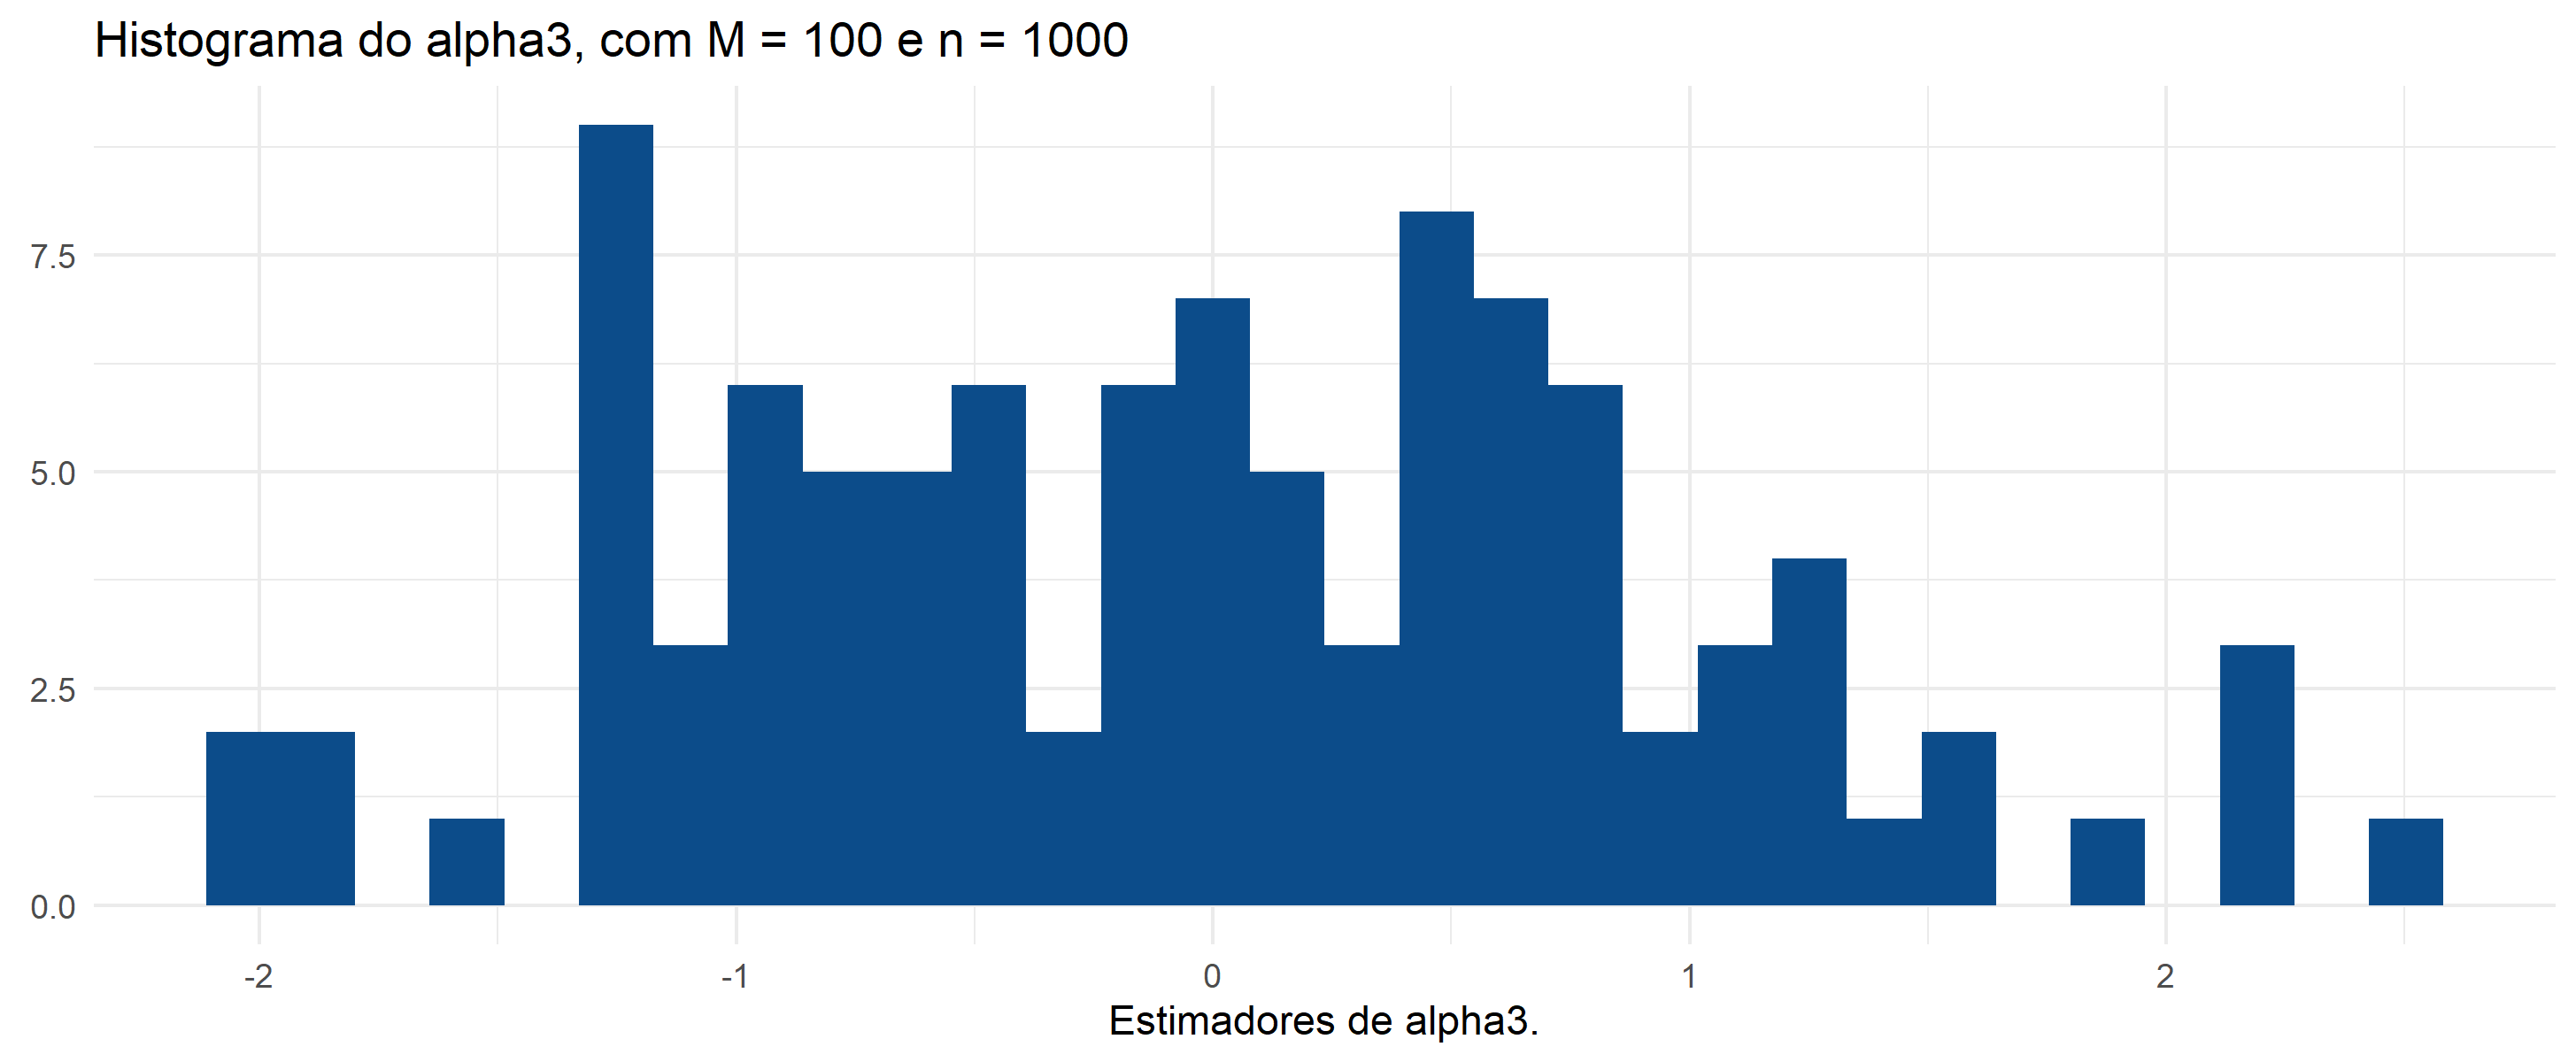 Histograma do alpha3, com M = 100 e n = 1000
7.5
5.0
2.5
0.0
-2 -1 0 1 2
Estimadores de alpha3.